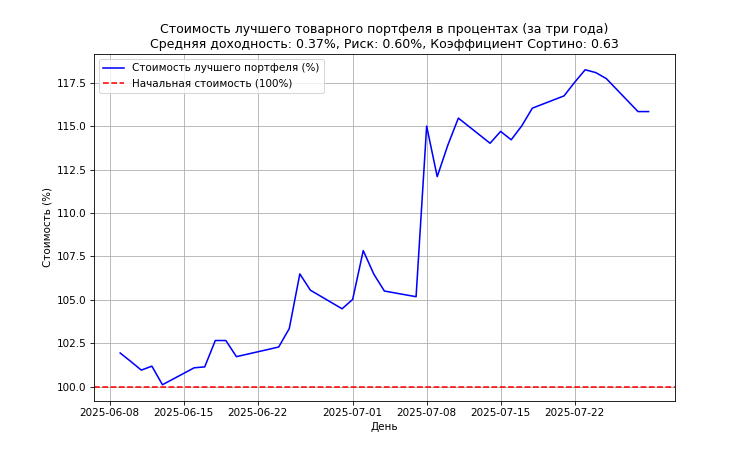 Стоимость лучшего товарного портфеля в процентах (за три года)
Средняя доходность: 0.37%, Риск: 0.60%, Коэффициент Сортино: 0.63
Стоимость лучшего портфеля (%)
Начальная стоимость (100%)
Стоимость (%)
117.5
115.0
112.5
110.0
107.5
105.0
102.5
100.0
2025-06-08
2025-06-15
2025-06-22
2025-07-01
2025-07-08
2025-07-15
2025-07-22
День